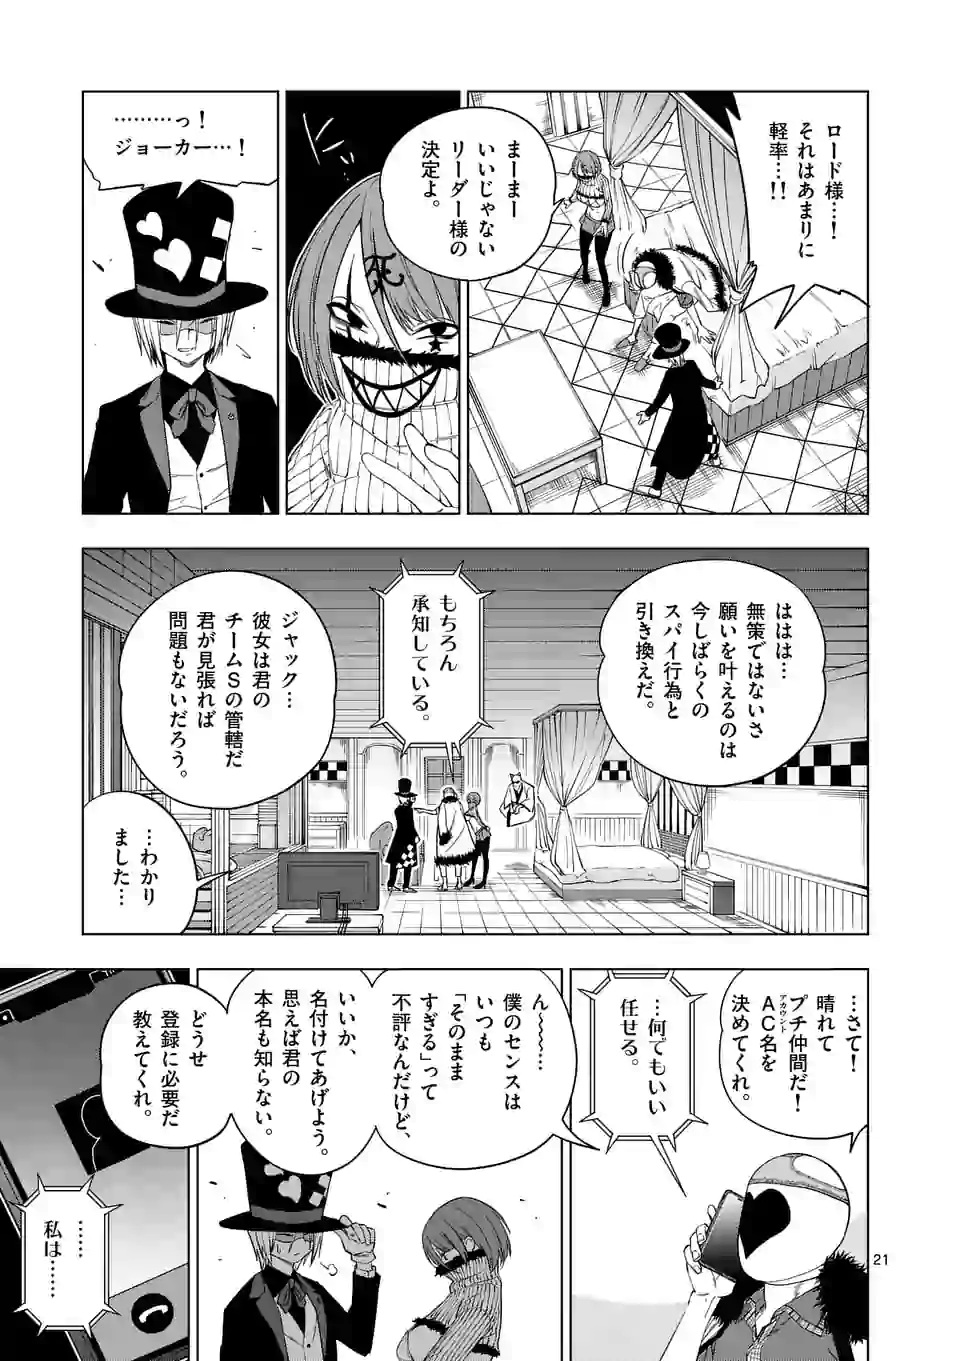 ロード様…！
それはあまりに
軽率…！！
まーまー
いいじゃない
リーダー様の
決定よ。
………っ！
ジョーカー…！
ははは…
無策ではないさ
願いを叶えるのは
今しばらくの
スパイ行為と
引き換えだ。
もちろん
承知している。
ジャック…
彼女は君の
チームSの管轄だ
君が見張れば
問題もないだろう。
…わかり
ました…
…さて！
晴れて
プチ仲間だ！
アカウント
AC名を
決めてくれ。
…何でもいい
任せる。
ん〜〜〜…
僕のセンスは
いつも
「そのまま
すぎる」って
不評なんだけど、
いいか、
名付けてあげよう。
思えば君の
本名も知らない。
どうせ
登録に必要だ
教えてくれ。
……
私は……
21